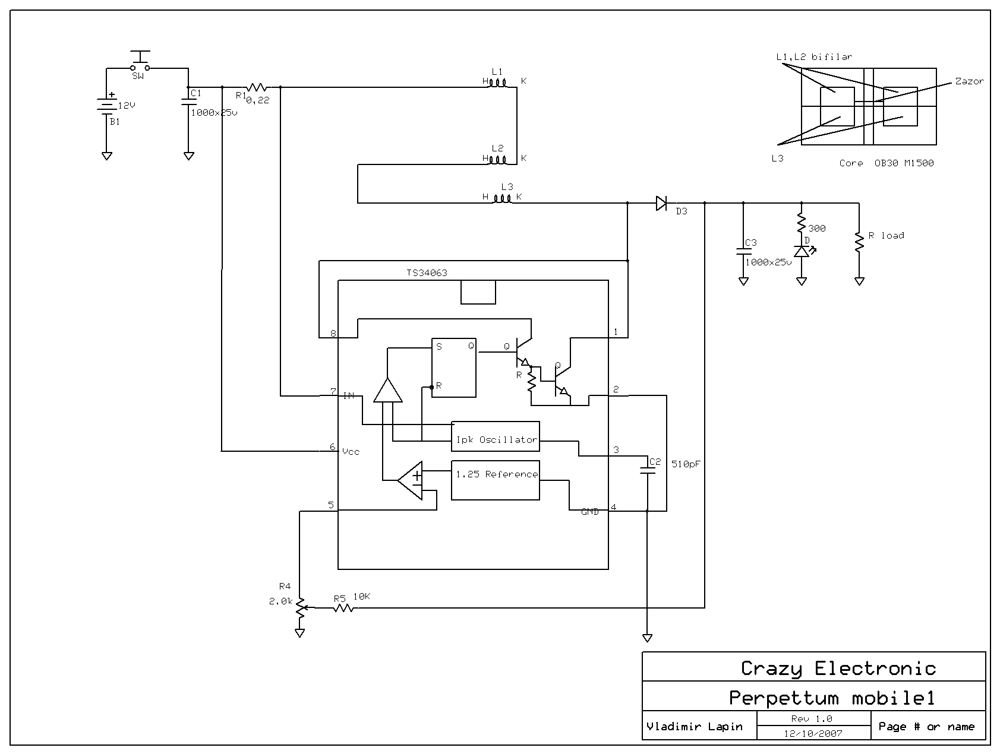 L1,L2 bifilar
Zazor
L3
Core OB30 M1500
SW
+
12V
B1
C1
1000x25v
R1
0,22
L1
H K
L2
H K
L3
H K
D3
300
D
C3
1000x25v
R load
TS34063
8
1
S Q
Q
Q
R
R
7
IN
2
Ipk Oscillator
6
Vcc
3
C2
510pF
1.25 Reference
+
−
5
GND
4
R4
2.0k
R5 10K
Crazy Electronic
Perpettum mobile1
Vladimir Lapin
Rev 1.0
12/10/2007
Page # or name